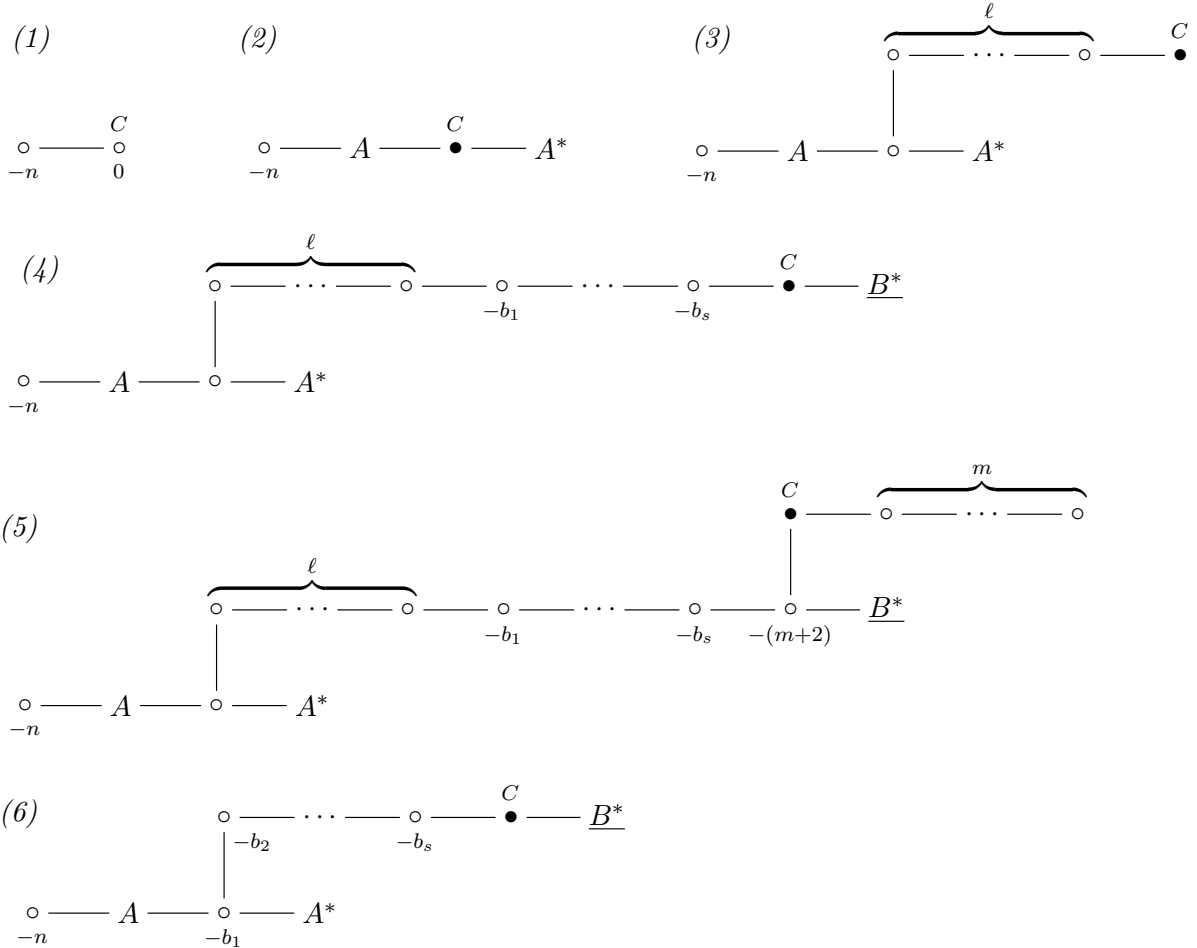 (1) (2) (3)
ℓ
C
C C
−n 0
−n A A*
−n A A*
(4)
ℓ
C
−b₁ ⋯ −bₛ B*
−n A A*
(5)
C m
ℓ
−b₁ ⋯ −bₛ −(m+2) B*
−n A A*
(6)
C
−b₂ ⋯ −bₛ B*
−n A −b₁ A*